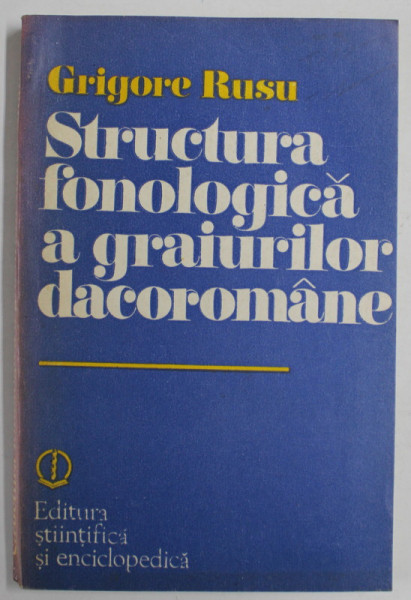 Grigore Rusu
Structura
fonologică
a graiurilor
dacoromâne
Editura
științifică
și enciclopedică